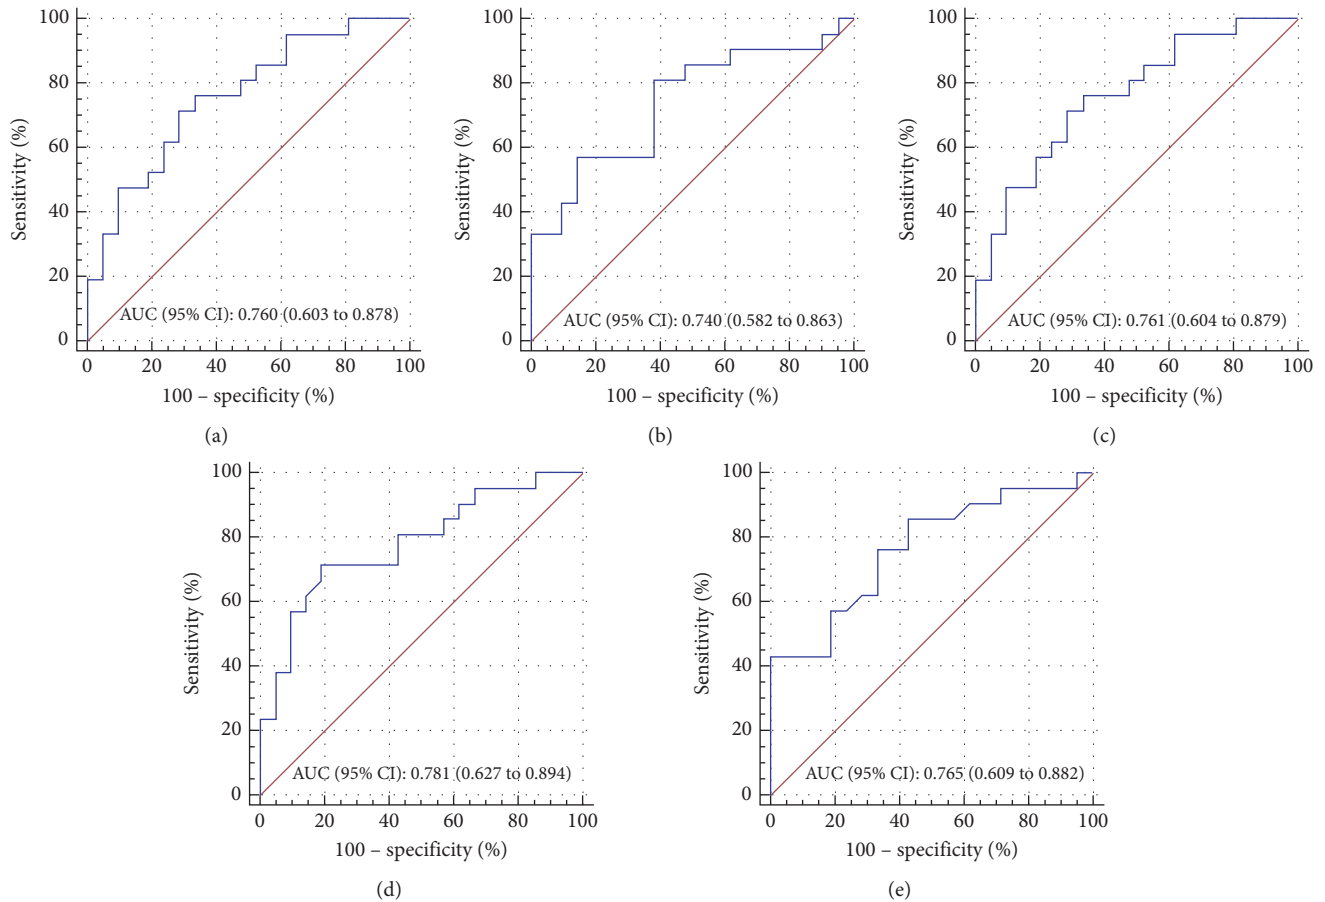 100
80
60
40
20
0
Sensitivity (%)
AUC (95% CI): 0.760 (0.603 to 0.878)
0 20 40 60 80 100
100 – specificity (%)
(a)
100
80
60
40
20
0
Sensitivity (%)
AUC (95% CI): 0.740 (0.582 to 0.863)
0 20 40 60 80 100
100 – specificity (%)
(b)
100
80
60
40
20
0
Sensitivity (%)
AUC (95% CI): 0.761 (0.604 to 0.879)
0 20 40 60 80 100
100 – specificity (%)
(c)
100
80
60
40
20
0
Sensitivity (%)
AUC (95% CI): 0.781 (0.627 to 0.894)
0 20 40 60 80 100
100 – specificity (%)
(d)
100
80
60
40
20
0
Sensitivity (%)
AUC (95% CI): 0.765 (0.609 to 0.882)
0 20 40 60 80 100
100 – specificity (%)
(e)